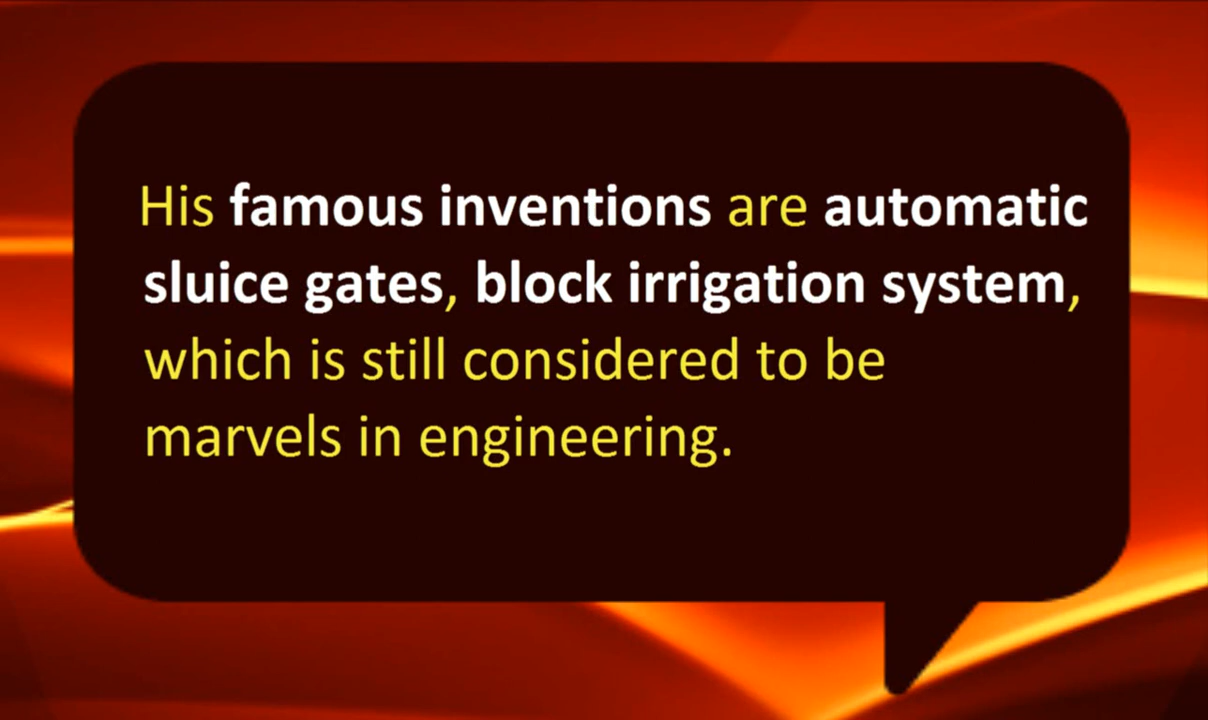 His famous inventions are automatic
sluice gates, block irrigation system,
which is still considered to be
marvels in engineering.